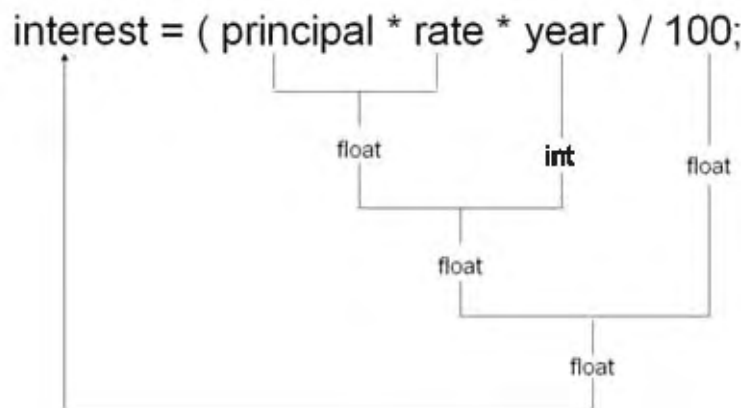 interest = ( principal * rate * year ) / 100;
float
int
float
float
float